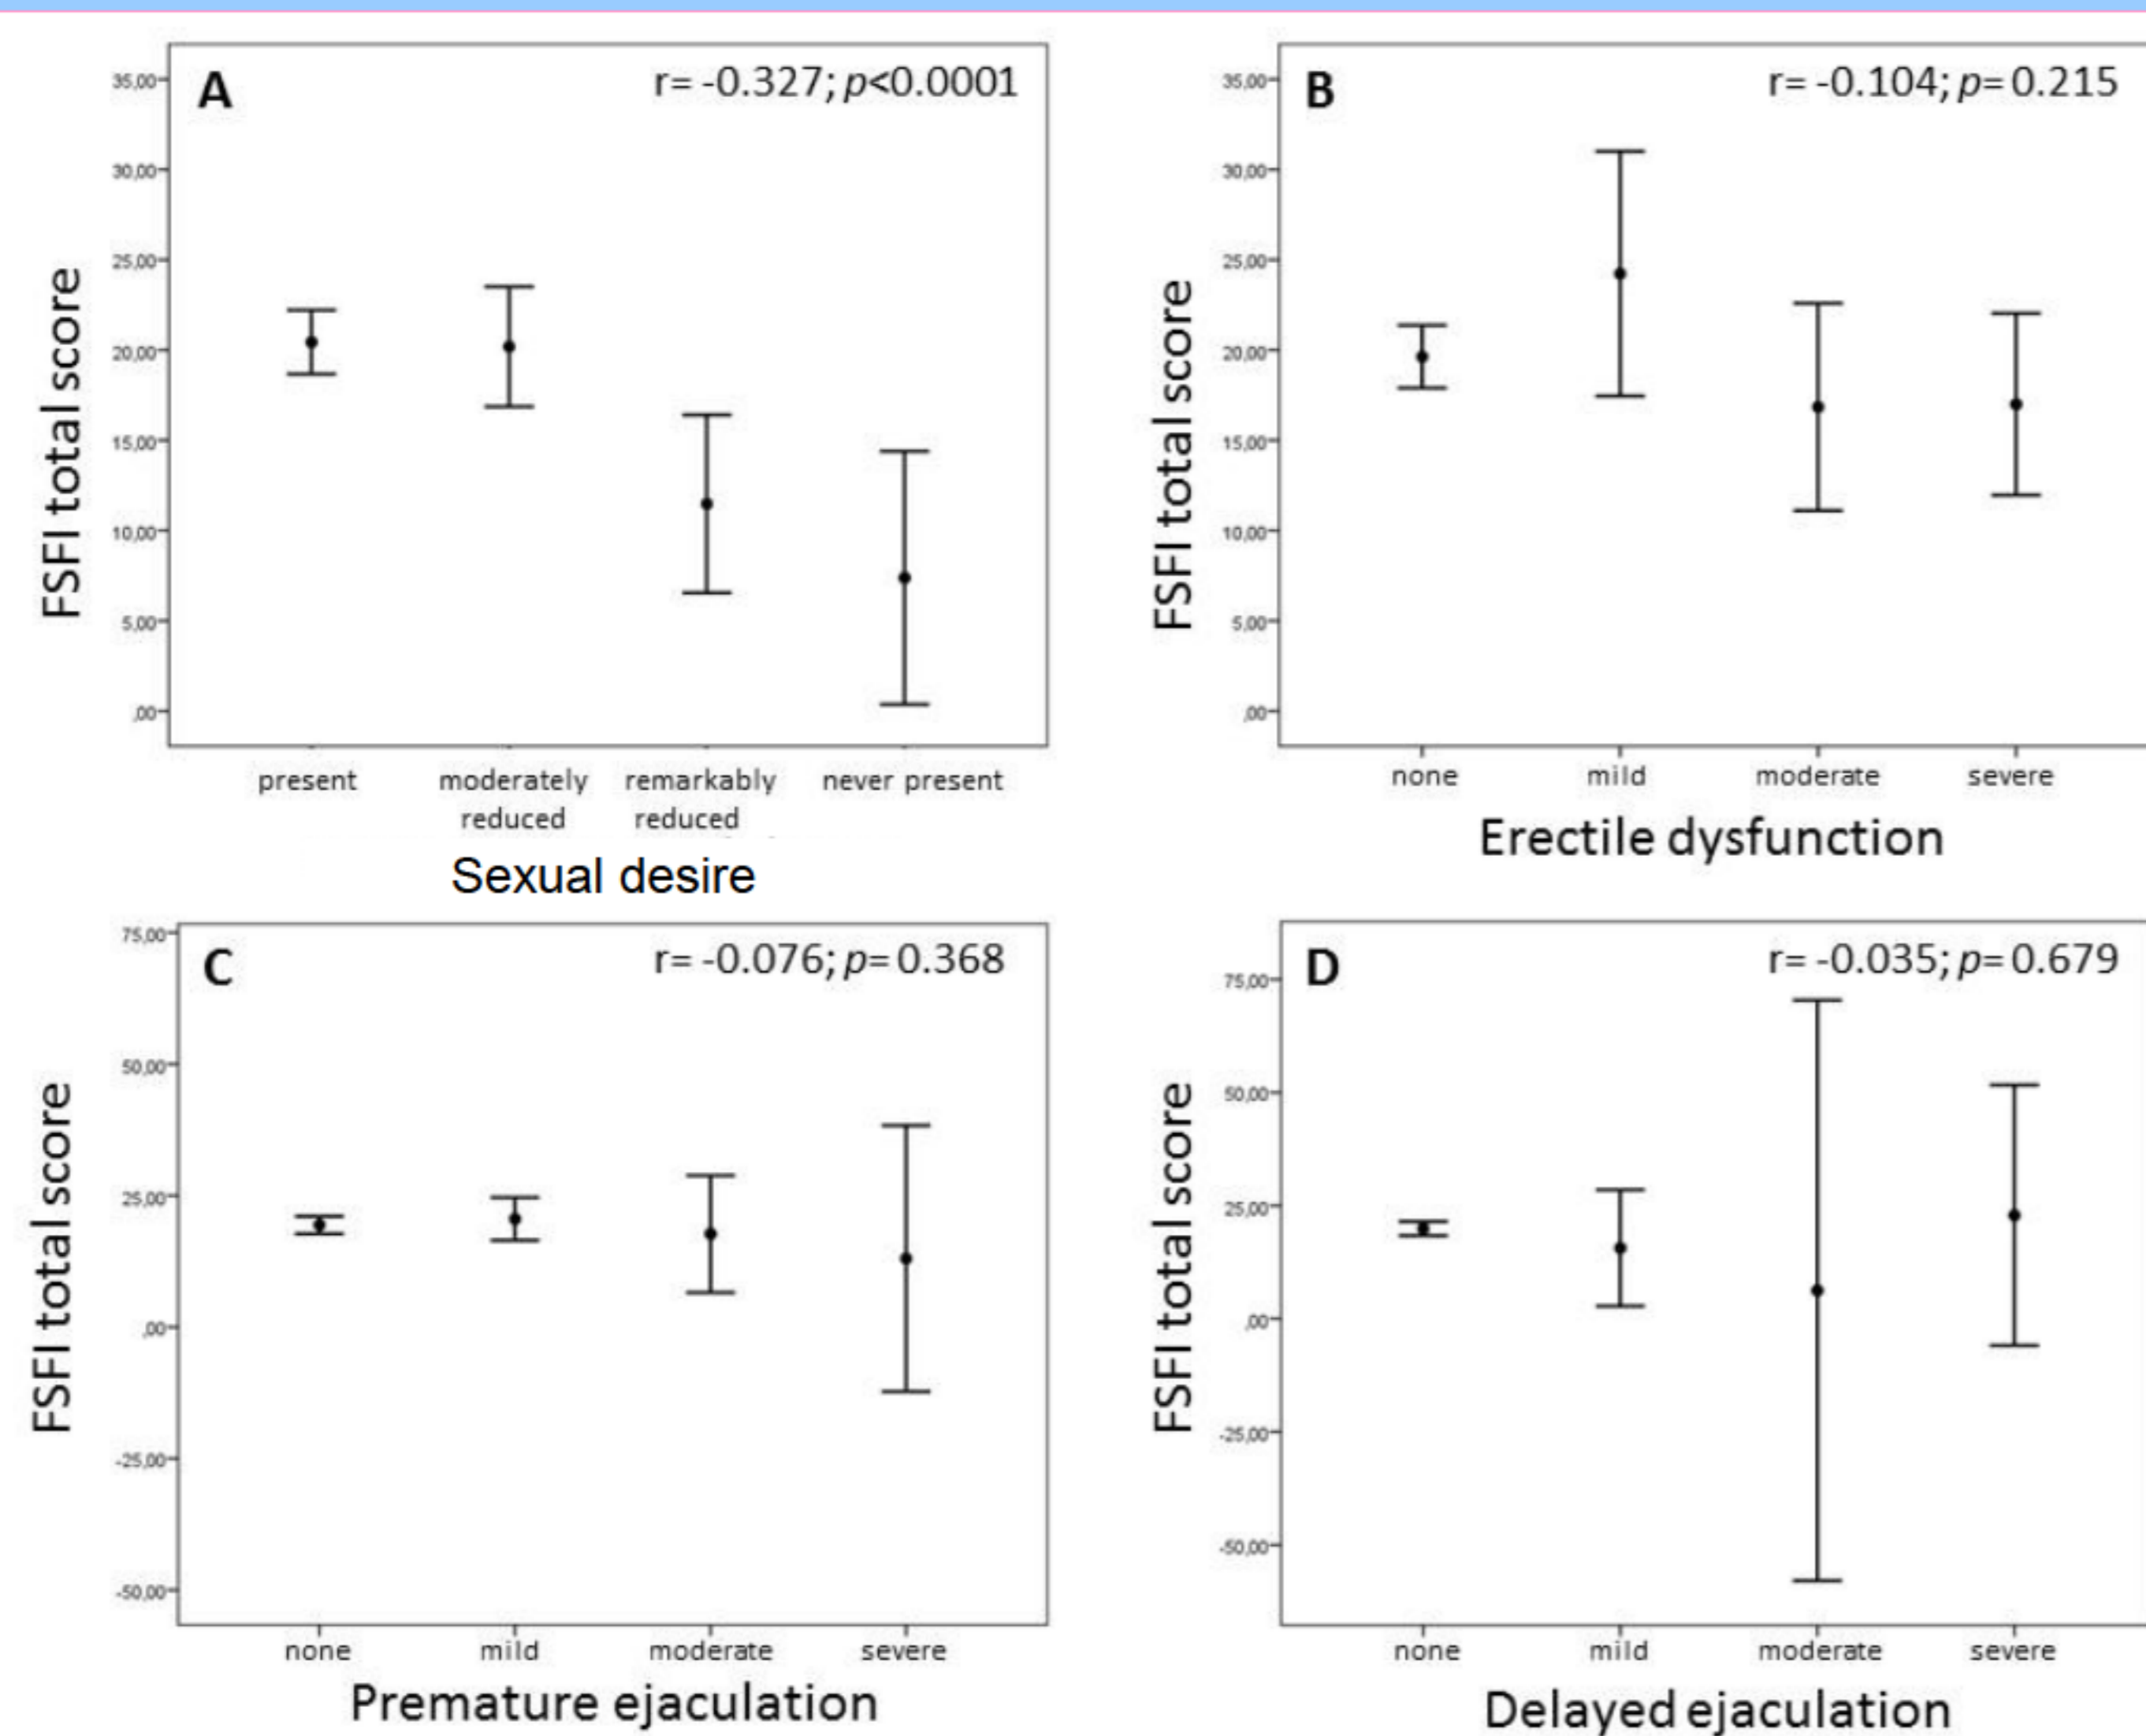 A
r= -0.327; p<0.0001
35,00
30,00
25,00
20,00
15,00
10,00
5,00
,00
FSFI total score
present
moderately reduced
remarkably reduced
never present
Sexual desire
B
r= -0.104; p= 0.215
35,00
30,00
25,00
20,00
15,00
10,00
5,00
,00
FSFI total score
none
mild
moderate
severe
Erectile dysfunction
C
r= -0.076; p= 0.368
75,00
50,00
25,00
,00
-25,00
-50,00
FSFI total score
none
mild
moderate
severe
Premature ejaculation
D
r= -0.035; p= 0.679
75,00
50,00
25,00
,00
-25,00
-50,00
FSFI total score
none
mild
moderate
severe
Delayed ejaculation